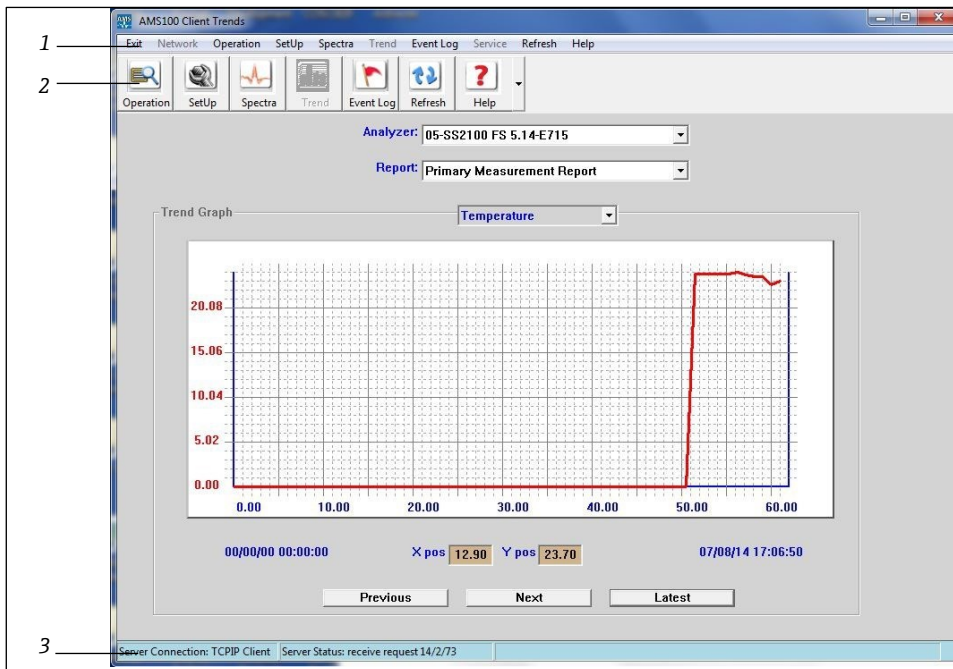 AMS100 Client Trends
1
Exit Network Operation SetUp Spectra Trend Event Log Service Refresh Help
2
Operation SetUp Spectra Trend Event Log Refresh Help
Analyzer: 05-SS2100 FS 5.14-E715
Report: Primary Measurement Report
Trend Graph
Temperature
20.08
15.06
10.04
5.02
0.00
0.00 10.00 20.00 30.00 40.00 50.00 60.00
00/00/00 00:00:00 X pos 12.90 Y pos 23.70 07/08/14 17:06:50
Previous Next Latest
3
Server Connection: TCPIP Client Server Status: receive request 14/2/73